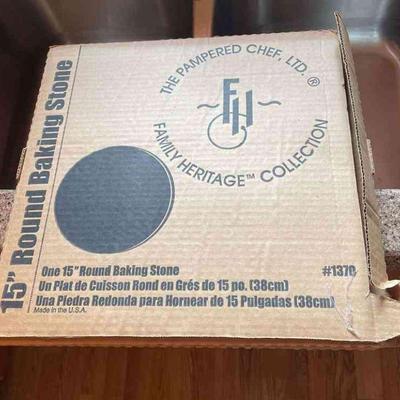 15" Round Baking Stone
THE PAMPERED CHEF, LTD. ®
FH
FAMILY HERITAGE™ COLLECTION
One 15" Round Baking Stone
#1370
Un Plat de Cuisson Rond en Grés de 15 po. (38cm)
Una Piedra Redonda para Hornear de 15 Pulgadas (38cm)
Made in the U.S.A.